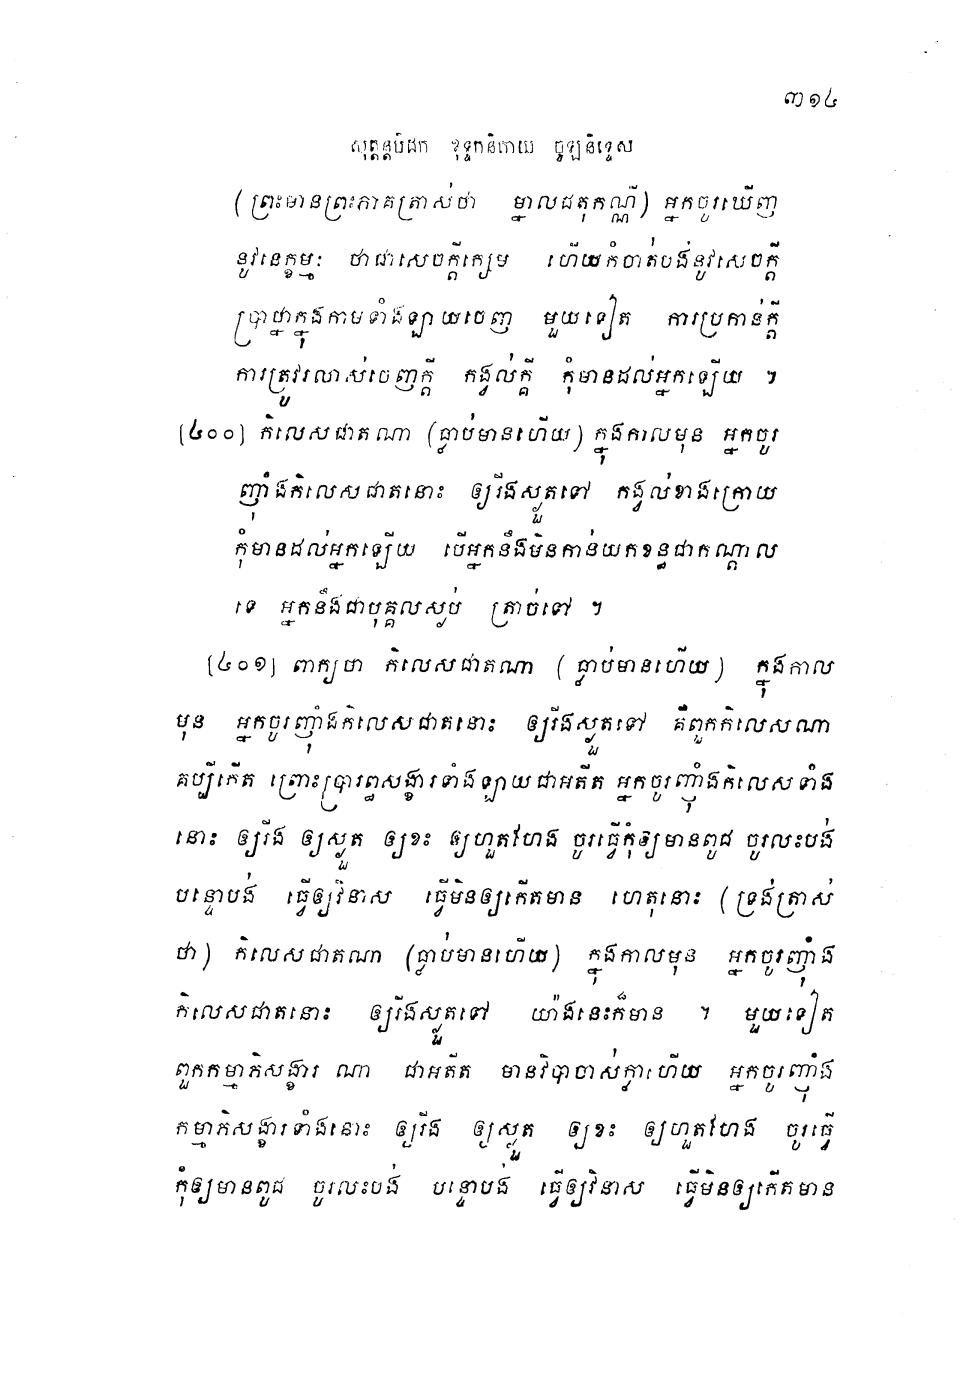 ៣១៤
សុត្តន្តបិដក ខុទ្ទកនិកាយ ចូឡនិទ្ទេស
(ព្រះមានព្រះភាគត្រាស់ថា ម្នាលជតុកណ្ណី) អ្នកចូរឃើញ
នូវនេក្ខម្មៈ ថាជាសេចក្តីក្សេម ហើយកំចាត់បង់នូវសេចក្តី
ប្រាថ្នាក្នុងកាមទាំងឡាយចេញ មួយទៀត ការប្រកាន់ក្តី
ការត្រូវរលាស់ចេញក្តី កង្វល់ក្តី កុំមានដល់អ្នកឡើយ ។
[៤០០] កិលេសជាតណា (ធ្លាប់មានហើយ) ក្នុងកាលមុន អ្នកចូរ
ញ៉ាំងកិលេសជាតនោះ ឲ្យរីងស្ងួតទៅ កង្វល់ខាងក្រោយ
កុំមានដល់អ្នកឡើយ បើអ្នកនឹងមិនកាន់យកខន្ធជាកណ្តាល
ទេ អ្នកនឹងជាបុគ្គលស្ងប់ ត្រាច់ទៅ ។
[៤០១] ពាក្យថា កិលេសជាតណា (ធ្លាប់មានហើយ) ក្នុងកាល
មុន អ្នកចូរញ៉ាំងកិលេសជាតនោះ ឲ្យរីងស្ងួតទៅ គឺពួកកិលេសណា
គប្បីកើត ព្រោះប្រារព្ធសង្ខារទាំងឡាយជាអតីត អ្នកចូរញ៉ាំងកិលេសទាំង
នោះ ឲ្យរីង ឲ្យស្ងួត ឲ្យខះ ឲ្យហួតហែង ចូរធ្វើកុំឲ្យមានពូជ ចូរលះបង់
បន្ទោបង់ ធ្វើឲ្យវិនាស ធ្វើមិនឲ្យកើតមាន ហេតុនោះ (ទ្រង់ត្រាស់
ថា) កិលេសជាតណា (ធ្លាប់មានហើយ) ក្នុងកាលមុន អ្នកចូរញ៉ាំង
កិលេសជាតនោះ ឲ្យរីងស្ងួតទៅ យ៉ាងនេះក៏មាន ។ មួយទៀត
ពួកកម្មាភិសង្ខារ ណា ជាអតីត មានវិបាចាស់ក្លាហើយ អ្នកចូរញ៉ាំង
កម្មាភិសង្ខារទាំងនោះ ឲ្យរីង ឲ្យស្ងួត ឲ្យខះ ឲ្យហួតហែង ចូរធ្វើ
កុំឲ្យមានពូជ ចូរលះបង់ បន្ទោបង់ ធ្វើឲ្យវិនាស ធ្វើមិនឲ្យកើតមាន